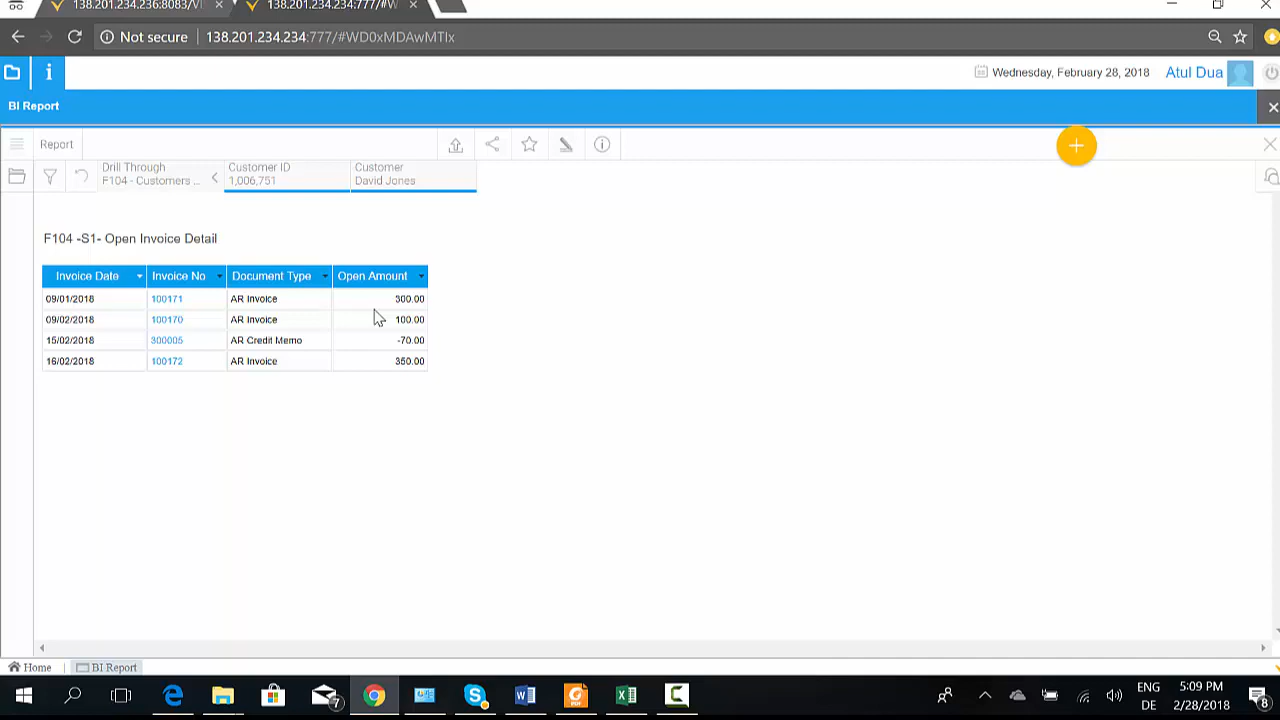 138.201.234.236:8083/VI
138.201.234.234:777/#W
Not secure 138.201.234.234:777/#WD0xMDAwMTIx
i Wednesday, February 28, 2018 Atul Dua
BI Report
Report
Drill Through Customer ID Customer
F104 - Customers ... 1,006,751 David Jones
F104 -S1- Open Invoice Detail
Invoice Date Invoice No Document Type Open Amount
09/01/2018 100171 AR Invoice 300.00
09/02/2018 100170 AR Invoice 100.00
15/02/2018 300005 AR Credit Memo -70.00
16/02/2018 100172 AR Invoice 350.00
Home BI Report
7
ENG 5:09 PM
DE 2/28/2018 8